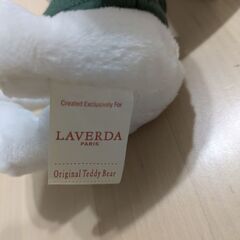 Created Exclusively For
LAVERDA
PARIS
Original Teddy Bear